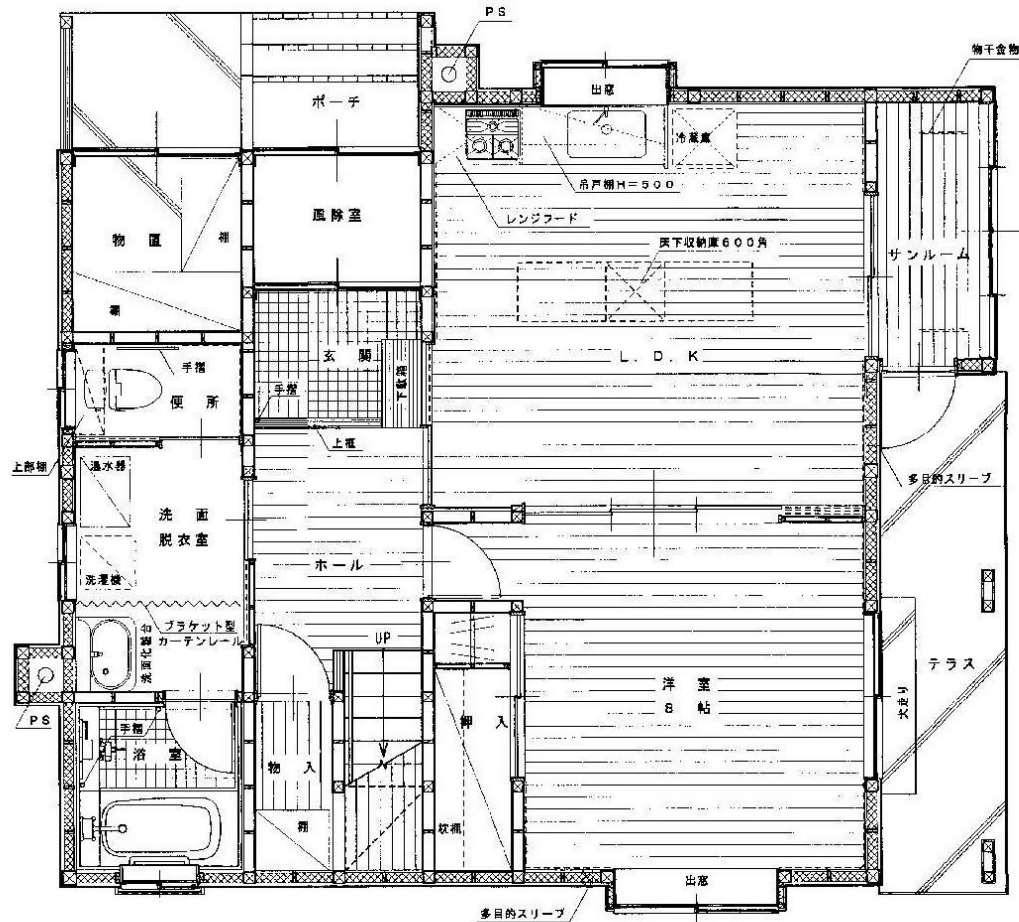 PS
物干金物
出窓
ポーチ
冷蔵庫
吊戸棚H=500
風除室
レンジフード
物置
棚
床下収納庫600角
サンルーム
棚
玄関
L.D.K
手摺
下駄箱
便所
手摺
上框
上部棚
温水器
多目的スリーブ
洗面
脱衣室
ホール
洗濯機
ブラケット型
カーテンレール
洗面化粧台
UP
テラス
洋室
8帖
犬走り
押入
PS
手摺
浴室
物入
棚
枕棚
出窓
多目的スリーブ